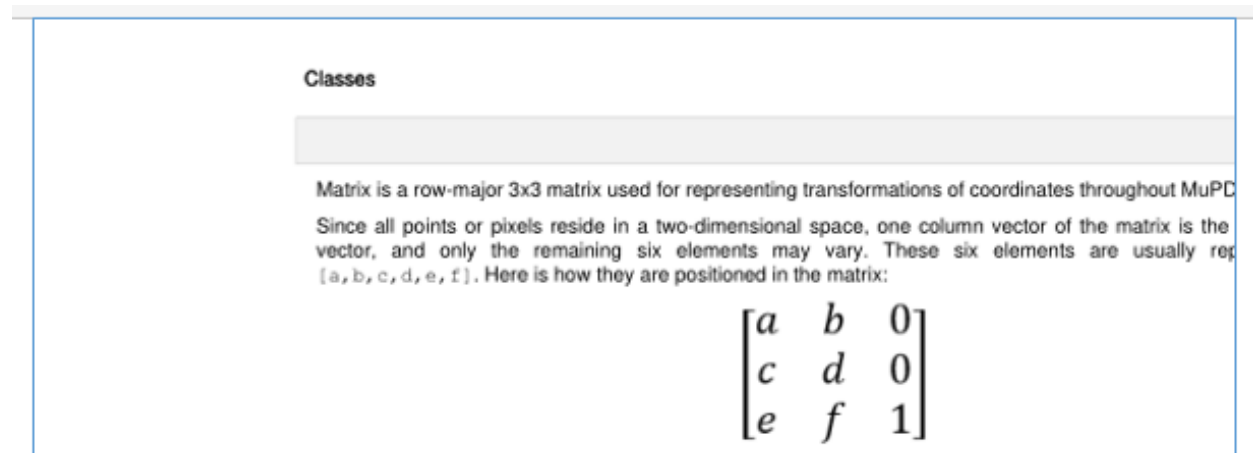 Classes
Matrix is a row-major 3x3 matrix used for representing transformations of coordinates throughout MuPD
Since all points or pixels reside in a two-dimensional space, one column vector of the matrix is the
vector, and only the remaining six elements may vary. These six elements are usually rep
[a,b,c,d,e,f]. Here is how they are positioned in the matrix:
a b 0
c d 0
e f 1